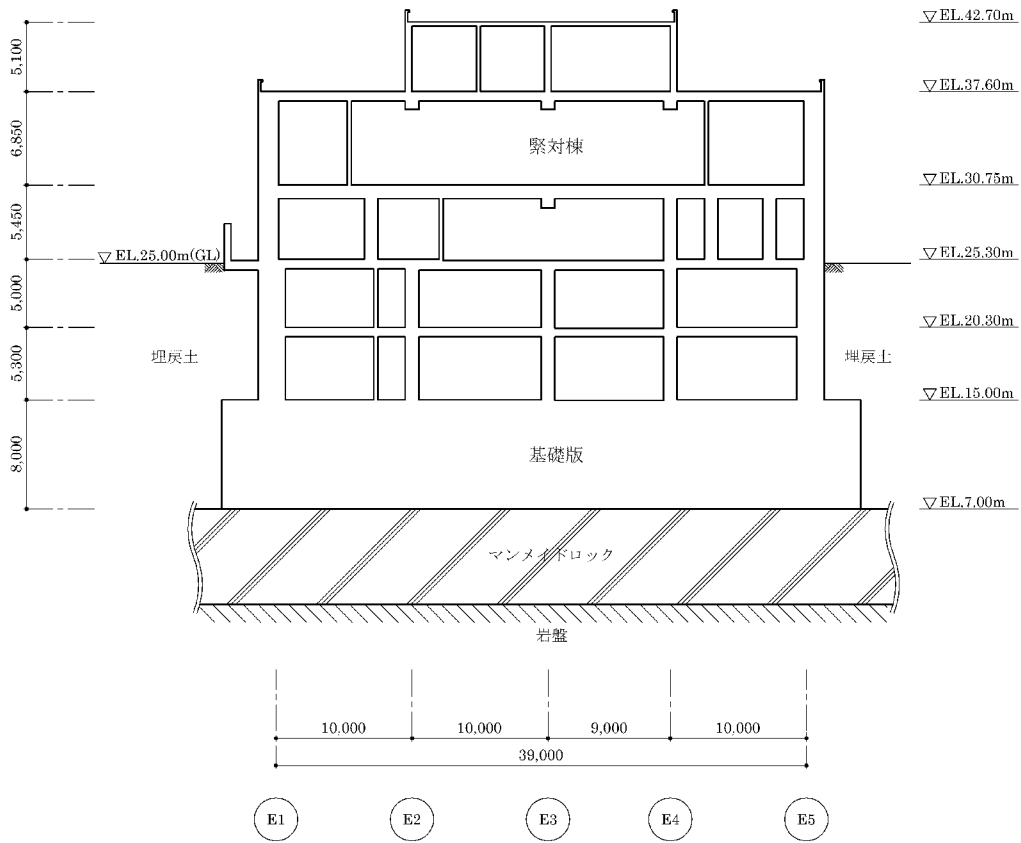 ▽EL.42.70m
5,100
▽EL.37.60m
6,850
緊対棟
▽EL.30.75m
5,450
▽EL.25.00m(GL)
▽EL.25.30m
5,000
▽EL.20.30m
埋戻土
埋戻土
5,300
▽EL.15.00m
基礎版
8,000
▽EL.7.00m
マンメイドロック
岩盤
10,000 10,000 9,000 10,000
39,000
E1 E2 E3 E4 E5